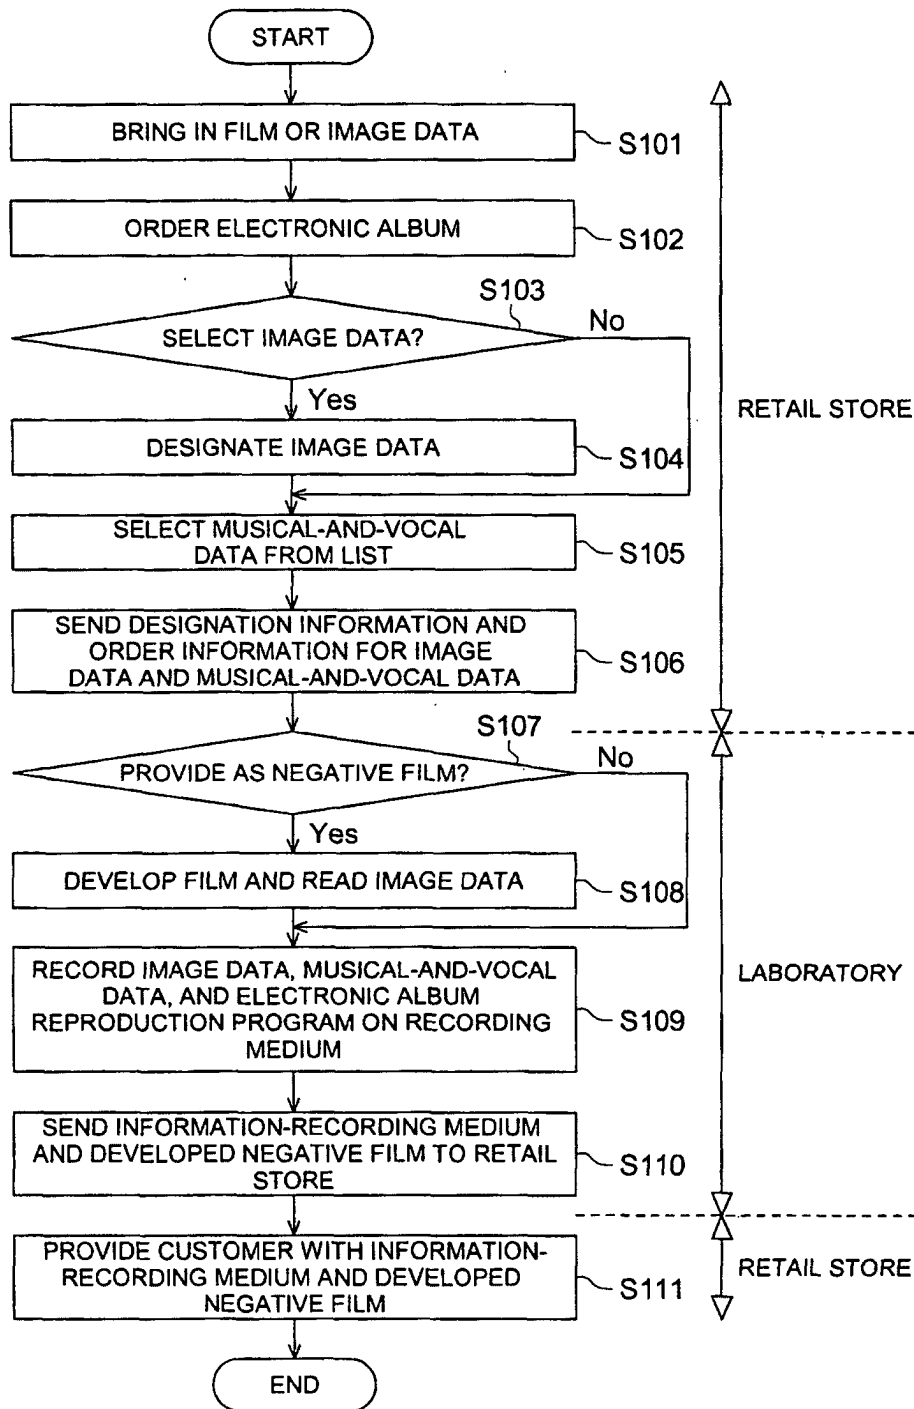 START
BRING IN FILM OR IMAGE DATA
S101
ORDER ELECTRONIC ALBUM
S102
S103
SELECT IMAGE DATA?
No
Yes
RETAIL STORE
DESIGNATE IMAGE DATA
S104
SELECT MUSICAL-AND-VOCAL
DATA FROM LIST
S105
SEND DESIGNATION INFORMATION AND
ORDER INFORMATION FOR IMAGE
DATA AND MUSICAL-AND-VOCAL DATA
S106
S107
PROVIDE AS NEGATIVE FILM?
No
Yes
DEVELOP FILM AND READ IMAGE DATA
S108
RECORD IMAGE DATA, MUSICAL-AND-VOCAL
DATA, AND ELECTRONIC ALBUM
REPRODUCTION PROGRAM ON RECORDING
MEDIUM
S109
LABORATORY
SEND INFORMATION-RECORDING MEDIUM
AND DEVELOPED NEGATIVE FILM TO RETAIL
STORE
S110
PROVIDE CUSTOMER WITH INFORMATION-
RECORDING MEDIUM AND DEVELOPED
NEGATIVE FILM
S111
RETAIL STORE
END